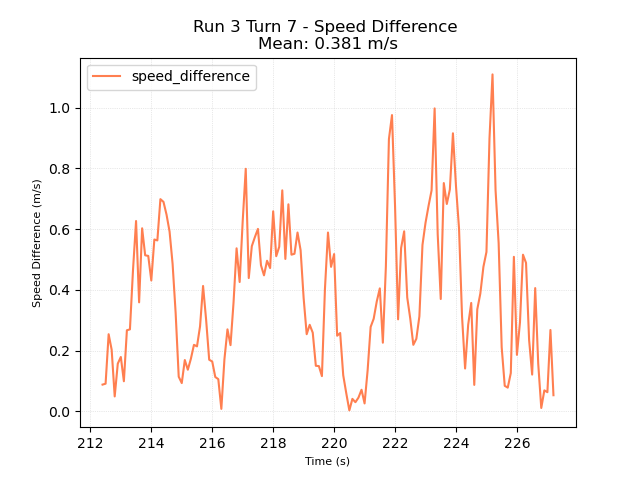 Run 3 Turn 7 - Speed Difference
Mean: 0.381 m/s
speed_difference
Speed Difference (m/s)
1.0
0.8
0.6
0.4
0.2
0.0
212 214 216 218 220 222 224 226
Time (s)